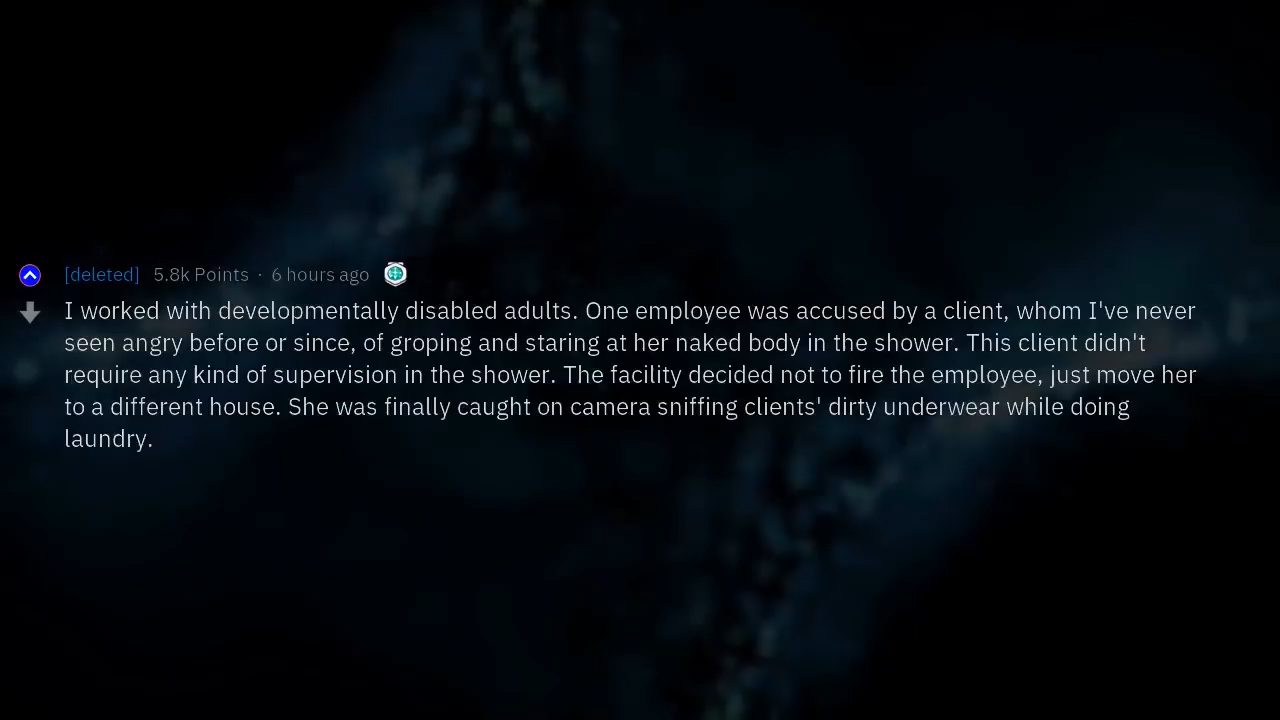 [deleted] 5.8k Points · 6 hours ago
I worked with developmentally disabled adults. One employee was accused by a client, whom I've never
seen angry before or since, of groping and staring at her naked body in the shower. This client didn't
require any kind of supervision in the shower. The facility decided not to fire the employee, just move her
to a different house. She was finally caught on camera sniffing clients' dirty underwear while doing
laundry.